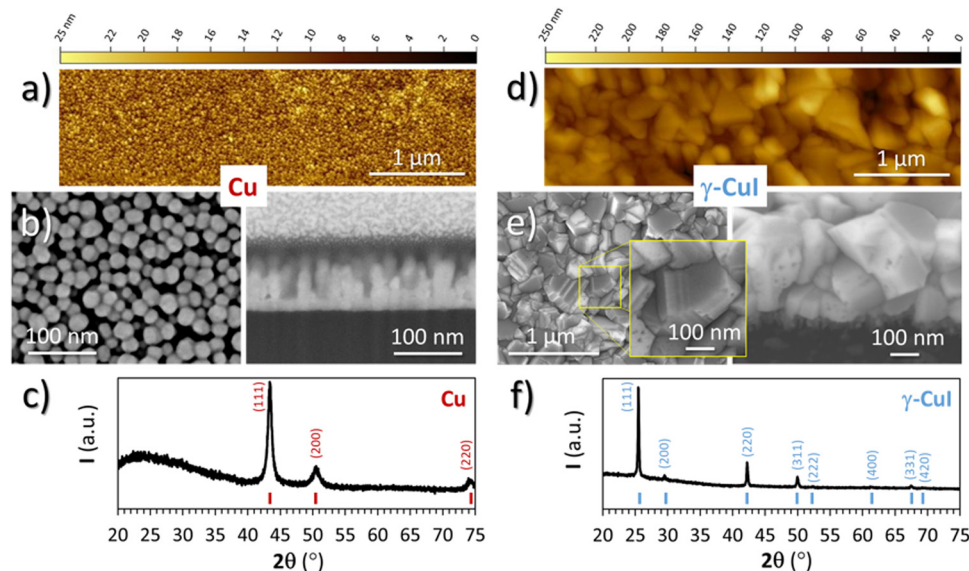 25 nm 22 20 18 16 14 12 10 8 6 4 2 0
250 nm 220 200 180 160 140 120 100 80 60 40 20 0
a)
1 µm
d)
1 µm
Cu
γ-CuI
b)
100 nm
100 nm
e)
1 µm
100 nm
100 nm
c)
Cu
(111)
(200)
(220)
I (a.u.)
20 25 30 35 40 45 50 55 60 65 70 75
2θ (°)
f)
γ-CuI
(111)
(200)
(220)
(311)
(222)
(400)
(331)
(420)
I (a.u.)
20 25 30 35 40 45 50 55 60 65 70 75
2θ (°)